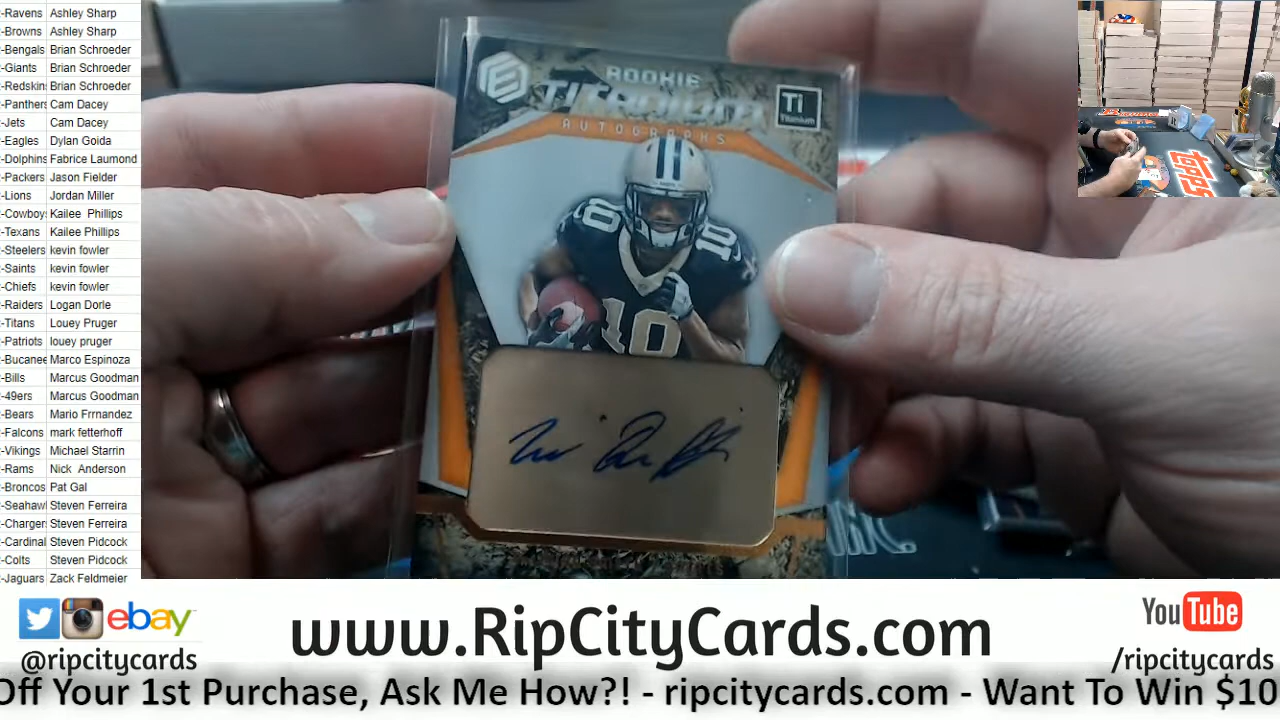 -Ravens Ashley Sharp
-Browns Ashley Sharp
-Bengals Brian Schroeder
-Giants Brian Schroeder
-Redskin Brian Schroeder
-Panthers Cam Dacey
-Jets Cam Dacey
-Eagles Dylan Goida
-Dolphins Fabrice Laumond
-Packers Jason Fielder
-Lions Jordan Miller
-Cowboy Kailee Phillips
-Texans Kailee Phillips
-Steelers kevin fowler
-Saints kevin fowler
-Chiefs kevin fowler
-Raiders Logan Dorle
-Titans Louey Pruger
-Patriots louey pruger
-Bucanee Marco Espinoza
-Bills Marcus Goodman
-49ers Marcus Goodman
-Bears Mario Frrnandez
-Falcons mark fetterhoff
-Vikings Michael Starrin
-Rams Nick Anderson
-Broncos Pat Gal
-Seahawl Steven Ferreira
-Charger Steven Ferreira
-Cardinal Steven Pidcock
-Colts Steven Pidcock
-Jaguars Zack Feldmeier
ROOKIE
TITANIUM
AUTOGRAPHS
Ti
Titanium
10
10
10
TOPPS
ebay
@ripcitycards
www.RipCityCards.com
YouTube
/ripcitycards
Off Your 1st Purchase, Ask Me How?! - ripcitycards.com - Want To Win $10